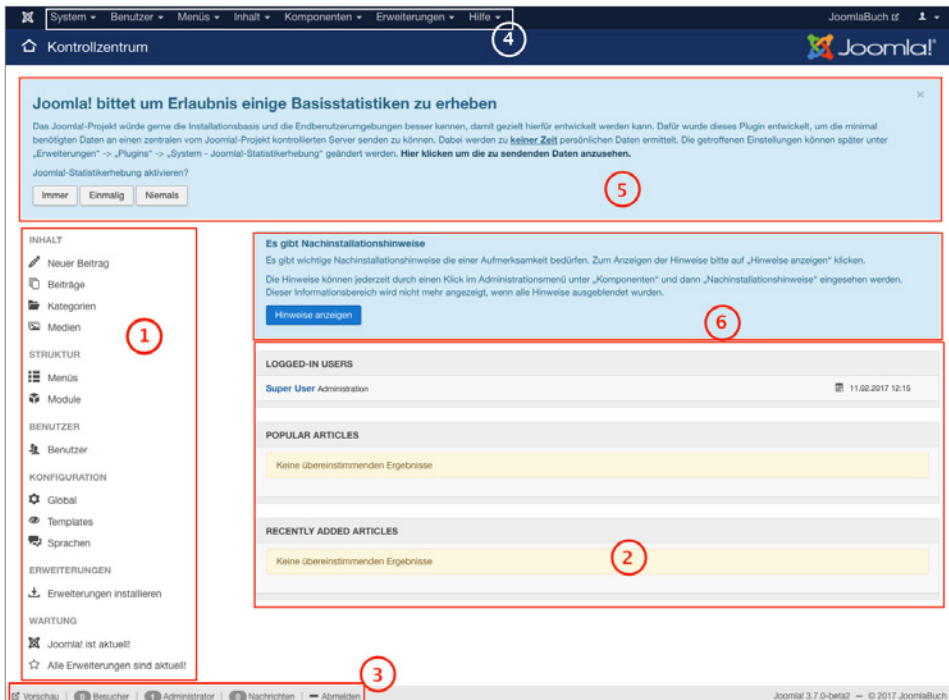 System Benutzer Menüs Inhalt Komponenten Erweiterungen Hilfe JoomlaBuch
4
Kontrollzentrum Joomla!
Joomla! bittet um Erlaubnis einige Basisstatistiken zu erheben ×
Das Joomla!-Projekt würde gerne die Installationsbasis und die Endbenutzerumgebungen besser kennen, damit gezielt hierfür entwickelt werden kann. Dafür wurde dieses Plugin entwickelt, um die minimal
benötigten Daten an einen zentralen vom Joomla!-Projekt kontrollierten Server senden zu können. Dabei werden zu keiner Zeit persönlichen Daten ermittelt. Die getroffenen Einstellungen können später unter
„Erweiterungen“ -> „Plugins“ -> „System - Joomla!-Statistikerhebung“ geändert werden. Hier klicken um die zu sendenden Daten anzusehen.
Joomla!-Statistikerhebung aktivieren?
Immer Einmalig Niemals
5
INHALT
Neuer Beitrag
Beiträge
Kategorien
Medien
1
STRUKTUR
Menüs
Module
BENUTZER
Benutzer
KONFIGURATION
Global
Templates
Sprachen
ERWEITERUNGEN
Erweiterungen installieren
WARTUNG
Joomla! ist aktuell!
Alle Erweiterungen sind aktuell!
Es gibt Nachinstallationshinweise
Es gibt wichtige Nachinstallationshinweise die einer Aufmerksamkeit bedürfen. Zum Anzeigen der Hinweise bitte auf „Hinweise anzeigen“ klicken.
Die Hinweise können jederzeit durch einen Klick im Administrationsmenü unter „Komponenten“ und dann „Nachinstallationshinweise“ eingesehen werden.
Dieser Informationsbereich wird nicht mehr angezeigt, wenn alle Hinweise ausgeblendet wurden.
Hinweise anzeigen
6
LOGGED-IN USERS
Super User Administration 11.02.2017 12:15
POPULAR ARTICLES
Keine übereinstimmenden Ergebnisse
RECENTLY ADDED ARTICLES
Keine übereinstimmenden Ergebnisse
2
3
Vorschau | 0 Besucher | 1 Administrator | 0 Nachrichten | Abmelden Joomla! 3.7.0-beta2 — © 2017 JoomlaBuch